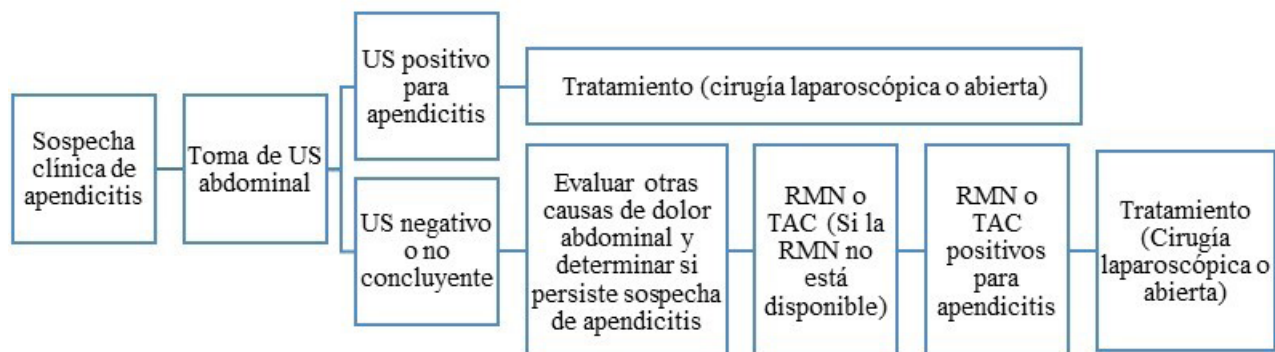 Sospecha
clínica de
apendicitis
Toma de US
abdominal
US positivo
para
apendicitis
Tratamiento (cirugía laparoscópica o abierta)
US negativo
o no
concluyente
Evaluar otras
causas de dolor
abdominal y
determinar si
persiste sospecha
de apendicitis
RMN o
TAC (Si la
RMN no
está
disponible)
RMN o
TAC
positivos
para
apendicitis
Tratamiento
(Cirugía
laparoscópica o
abierta)